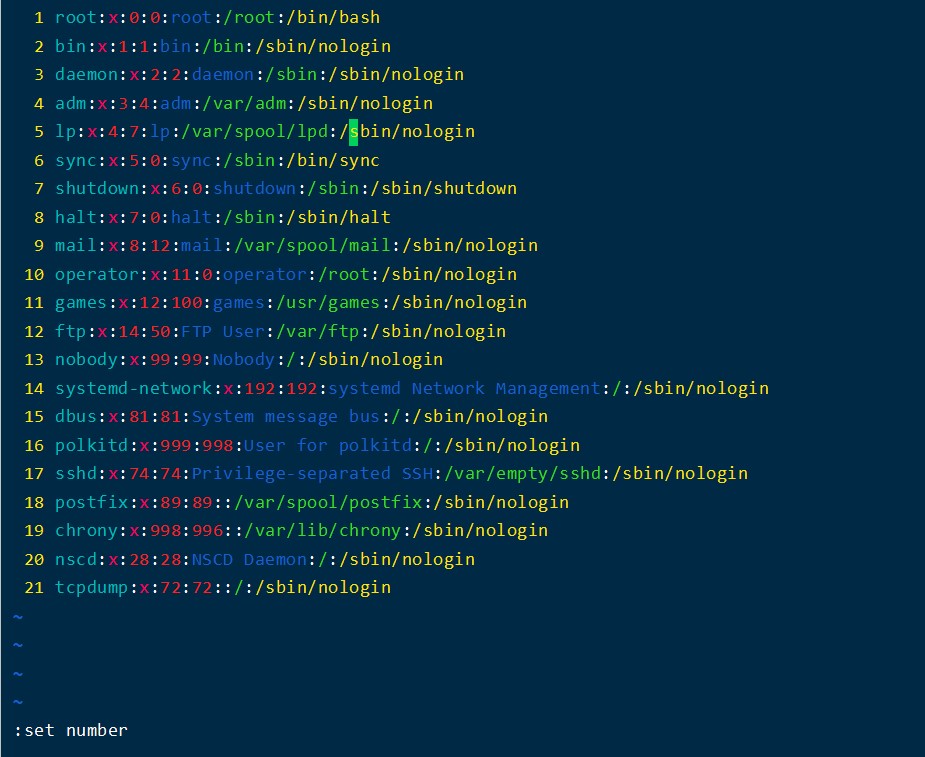 1 root:x:0:0:root:/root:/bin/bash
2 bin:x:1:1:bin:/bin:/sbin/nologin
3 daemon:x:2:2:daemon:/sbin:/sbin/nologin
4 adm:x:3:4:adm:/var/adm:/sbin/nologin
5 lp:x:4:7:lp:/var/spool/lpd:/sbin/nologin
6 sync:x:5:0:sync:/sbin:/bin/sync
7 shutdown:x:6:0:shutdown:/sbin:/sbin/shutdown
8 halt:x:7:0:halt:/sbin:/sbin/halt
9 mail:x:8:12:mail:/var/spool/mail:/sbin/nologin
10 operator:x:11:0:operator:/root:/sbin/nologin
11 games:x:12:100:games:/usr/games:/sbin/nologin
12 ftp:x:14:50:FTP User:/var/ftp:/sbin/nologin
13 nobody:x:99:99:Nobody:/:/sbin/nologin
14 systemd-network:x:192:192:systemd Network Management:/:/sbin/nologin
15 dbus:x:81:81:System message bus:/:/sbin/nologin
16 polkitd:x:999:998:User for polkitd:/:/sbin/nologin
17 sshd:x:74:74:Privilege-separated SSH:/var/empty/sshd:/sbin/nologin
18 postfix:x:89:89::/var/spool/postfix:/sbin/nologin
19 chrony:x:998:996::/var/lib/chrony:/sbin/nologin
20 nscd:x:28:28:NSCD Daemon:/:/sbin/nologin
21 tcpdump:x:72:72::/:/sbin/nologin
~
~
~
~
:set number